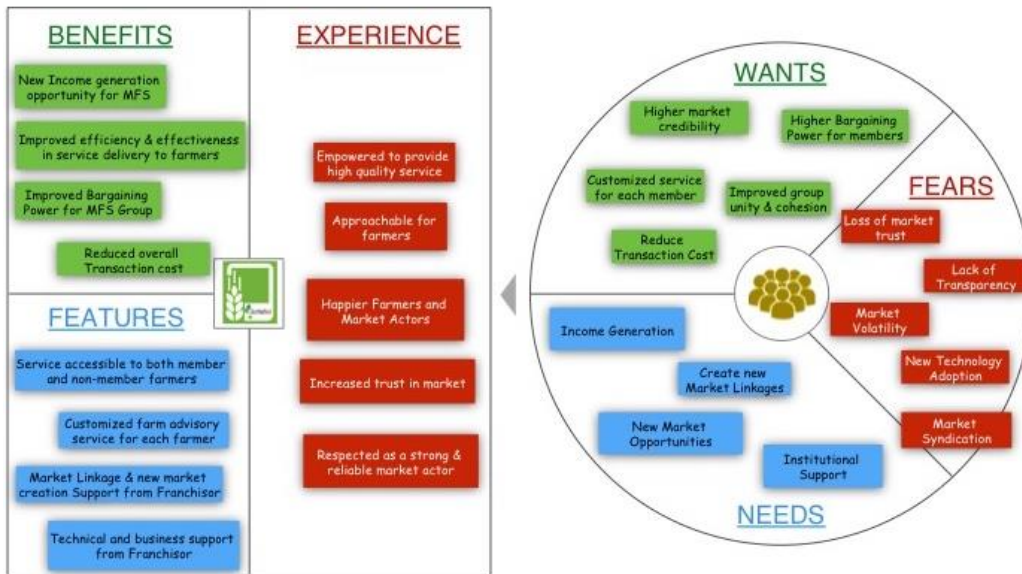 BENEFITS
New Income generation
opportunity for MFS
Improved efficiency & effectiveness
in service delivery to farmers
Improved Bargaining
Power for MFS Group
Reduced overall
Transaction cost
FEATURES
Service accessible to both member
and non-member farmers
Customized farm advisory
service for each farmer
Market Linkage & new market
creation Support from Franchisor
Technical and business support
from Franchisor
EXPERIENCE
Empowered to provide
high quality service
Approachable for
farmers
Happier Farmers and
Market Actors
Increased trust in market
Respected as a strong &
reliable market actor
WANTS
Higher market
credibility
Higher Bargaining
Power for members
Customized service
for each member
Improved group
unity & cohesion
Reduce
Transaction Cost
FEARS
Loss of market
trust
Lack of
Transparency
Market
Volatility
New Technology
Adoption
Market
Syndication
Income Generation
Create new
Market Linkages
New Market
Opportunities
Institutional
Support
NEEDS